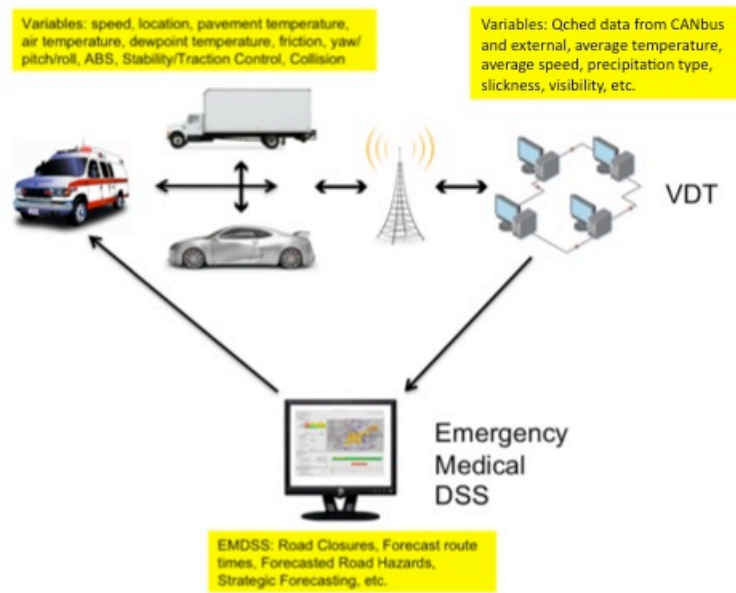 Variables: speed, location, pavement temperature,
air temperature, dewpoint temperature, friction, yaw/
pitch/roll, ABS, Stability/Traction Control, Collision
Variables: Qched data from CANbus
and external, average temperature,
average speed, precipitation type,
slickness, visibility, etc.
VDT
Emergency
Medical
DSS
EMDSS: Road Closures, Forecast route
times, Forecasted Road Hazards,
Strategic Forecasting, etc.